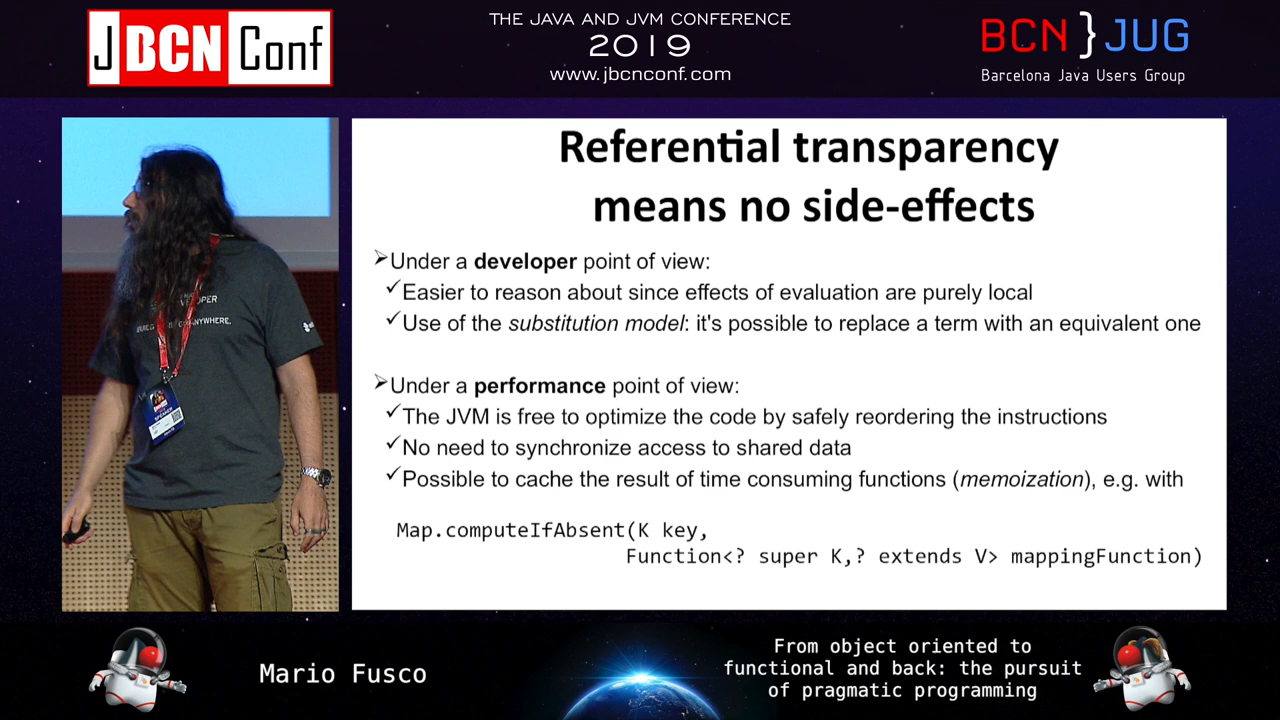 JBCNConf
THE JAVA AND JVM CONFERENCE
2019
www.jbcnconf.com
BCN}JUG
Barcelona Java Users Group
Referential transparency
means no side-effects
Under a developer point of view:
Easier to reason about since effects of evaluation are purely local
Use of the substitution model: it's possible to replace a term with an equivalent one
Under a performance point of view:
The JVM is free to optimize the code by safely reordering the instructions
No need to synchronize access to shared data
Possible to cache the result of time consuming functions (memoization), e.g. with
Map.computeIfAbsent(K key,
Function<? super K,? extends V> mappingFunction)
SPEAKER
Mario Fusco
From object oriented to
functional and back: the pursuit
of pragmatic programming